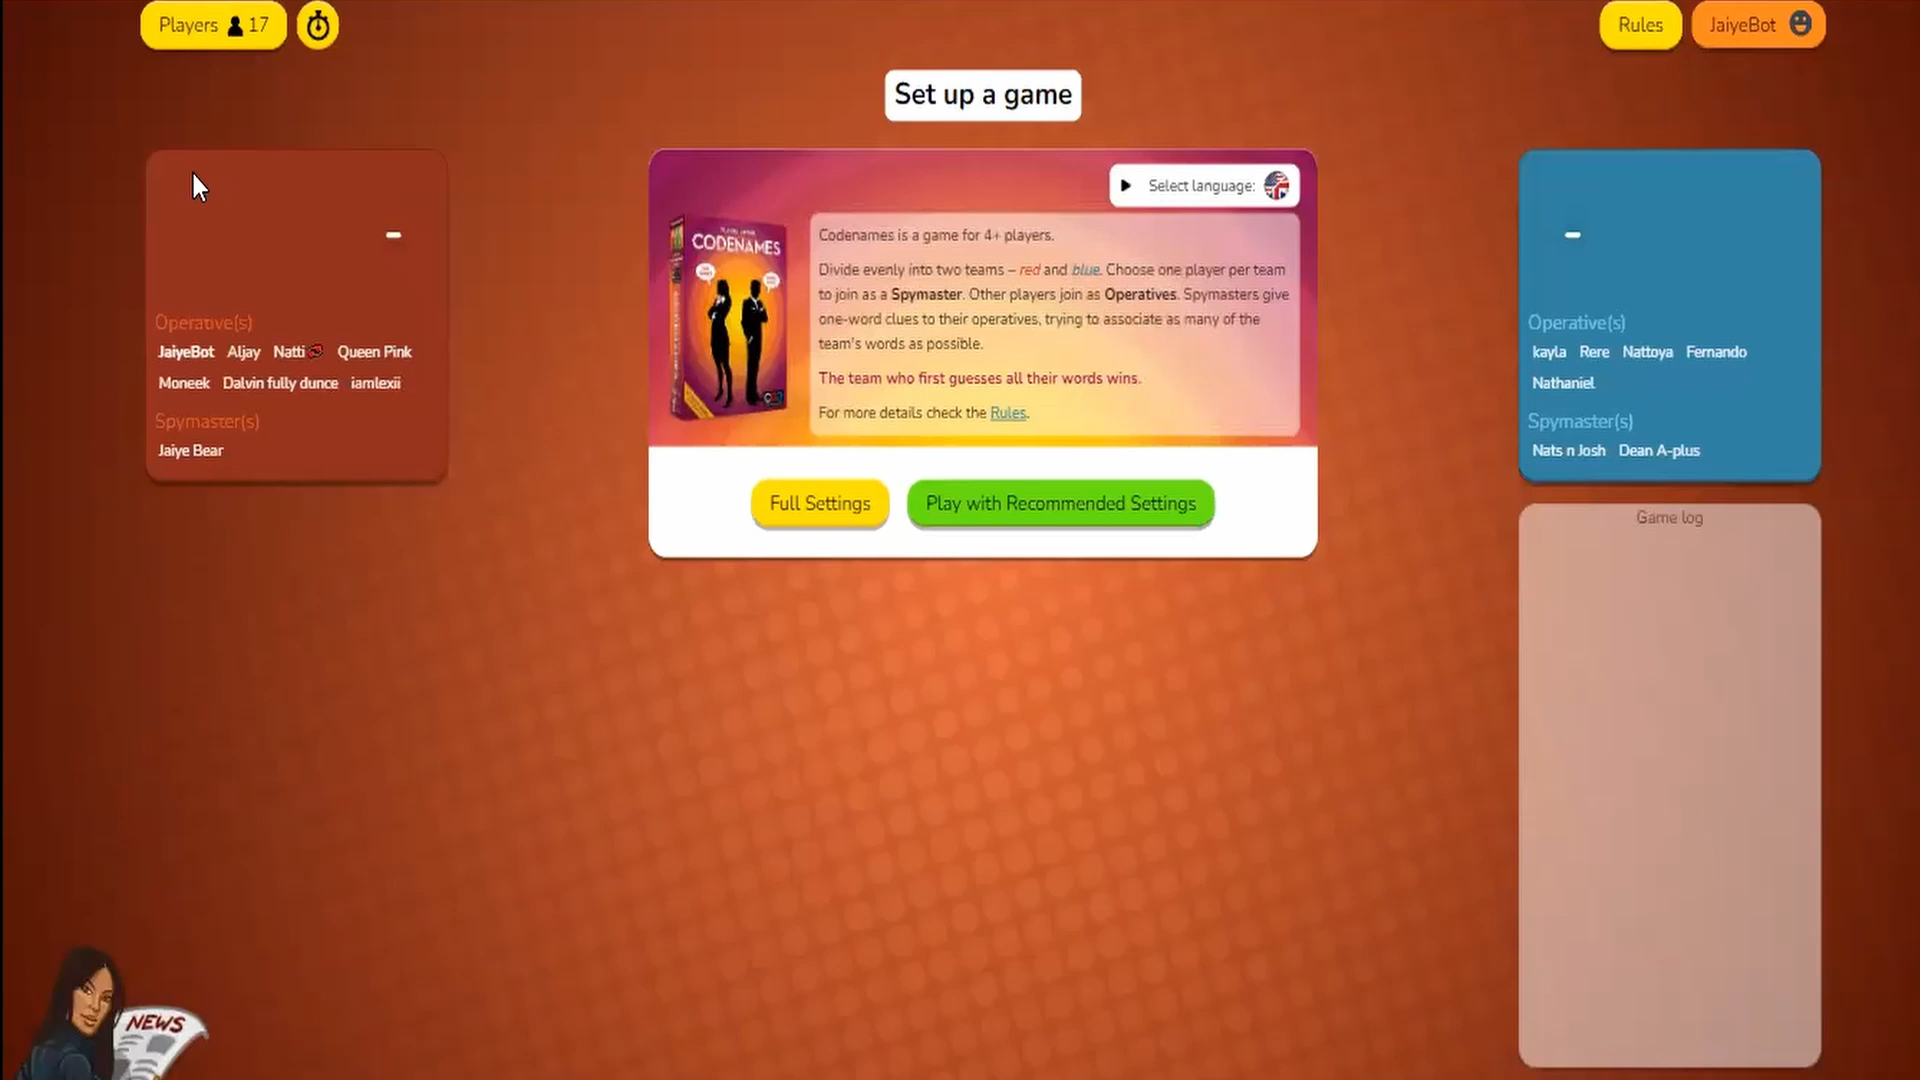 Players 17
Rules
JaiyeBot
Set up a game
Select language:
CODENAMES
Codenames is a game for 4+ players.
Divide evenly into two teams – red and blue. Choose one player per team
to join as a Spymaster. Other players join as Operatives. Spymasters give
one-word clues to their operatives, trying to associate as many of the
team's words as possible.
The team who first guesses all their words wins.
For more details check the Rules.
Full Settings
Play with Recommended Settings
-
Operative(s)
JaiyeBot Aljay Natti Queen Pink
Moneek Dalvin fully dunce iamlexii
Spymaster(s)
Jaiye Bear
-
Operative(s)
kayla Rere Nattoya Fernando
Nathaniel
Spymaster(s)
Nats n Josh Dean A-plus
Game log
NEWS